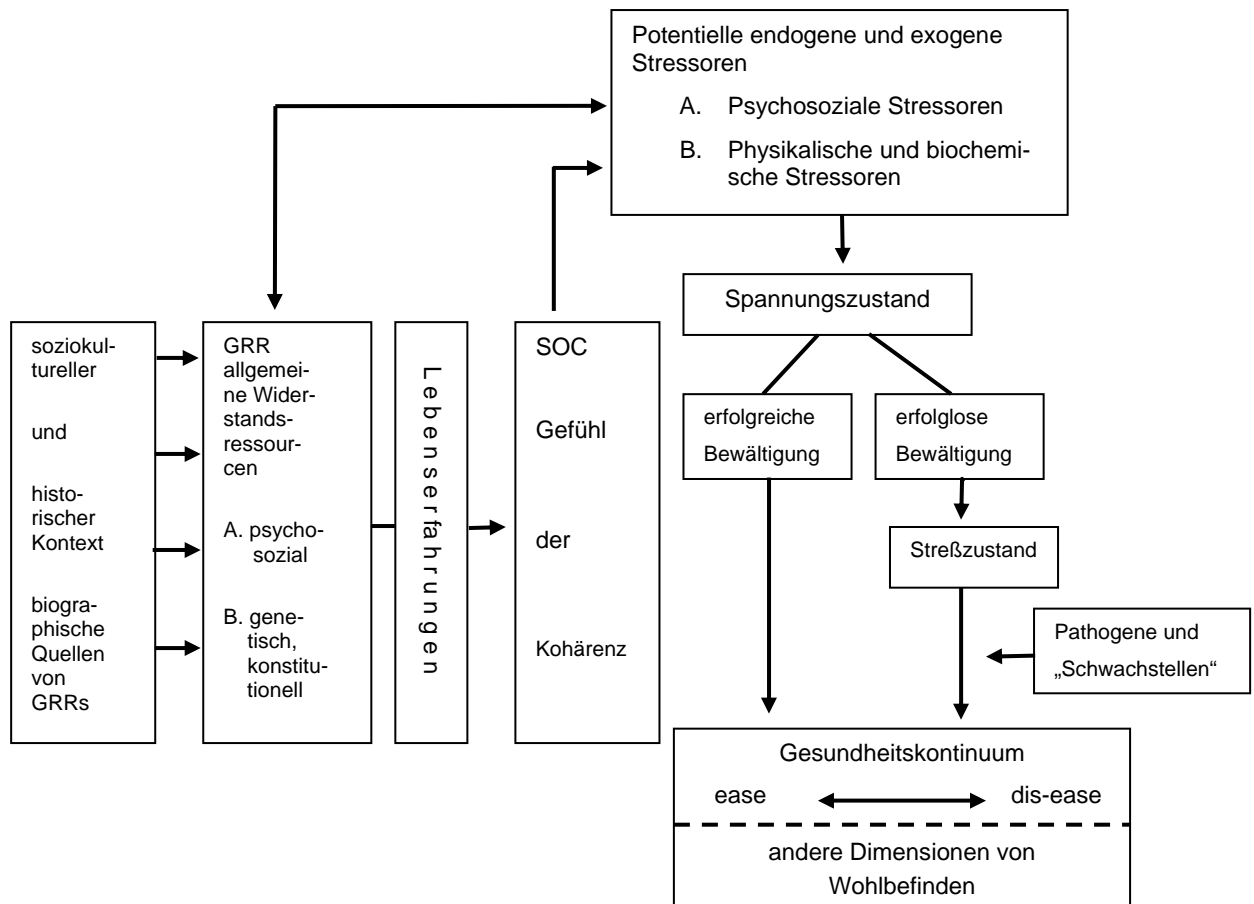 Potentielle endogene und exogene
Stressoren
A. Psychosoziale Stressoren
B. Physikalische und biochemi-
sche Stressoren
Spannungszustand
soziokul-
tureller
und
histo-
rischer
Kontext
biogra-
phische
Quellen
von
GRRs
GRR
allgemei-
ne Wider-
stands-
ressour-
cen
A. psycho-
sozial
B. gene-
tisch,
konstitu-
tionell
Lebenserfahrungen
SOC
Gefühl
der
Kohärenz
erfolgreiche
Bewältigung
erfolglose
Bewältigung
Streßzustand
Pathogene und
„Schwachstellen“
Gesundheitskontinuum
ease dis-ease
andere Dimensionen von
Wohlbefinden